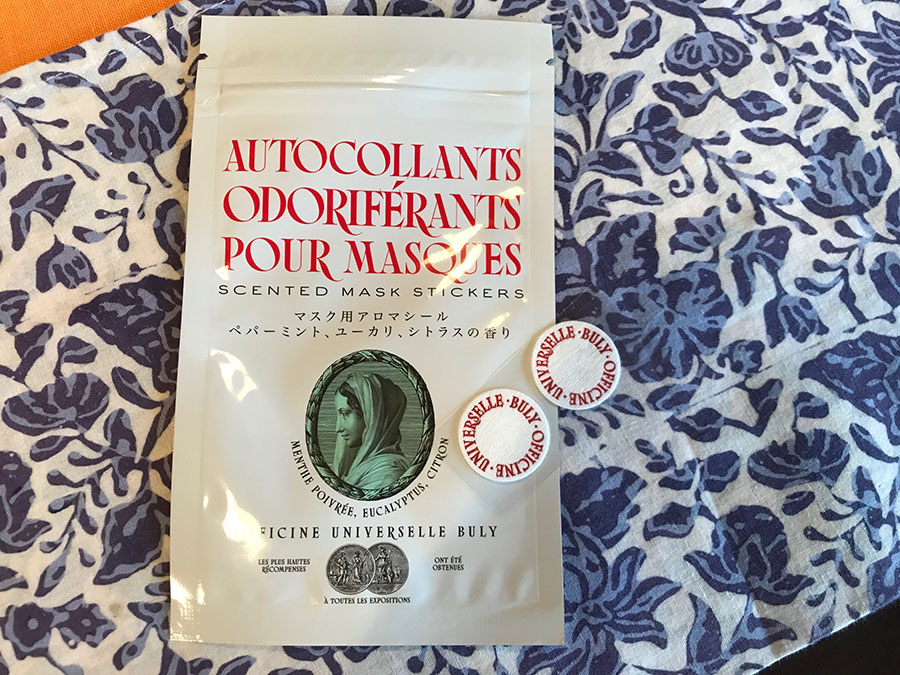 AUTOCOLLANTS
ODORIFÉRANTS
POUR MASQUES
SCENTED MASK STICKERS
マスク用アロマシール
ペパーミント、ユーカリ、シトラスの香り
MENTHE POIVRÉE, EUCALYPTUS, CITRON
FICINE UNIVERSELLE BULY
LES PLUS HAUTES
RÉCOMPENSES
ONT ÉTÉ
OBTENUES
À TOUTES LES EXPOSITIONS
OFFICINE · UNIVERSELLE · BULY ·
OFFICINE · UNIVERSELLE · BULY ·